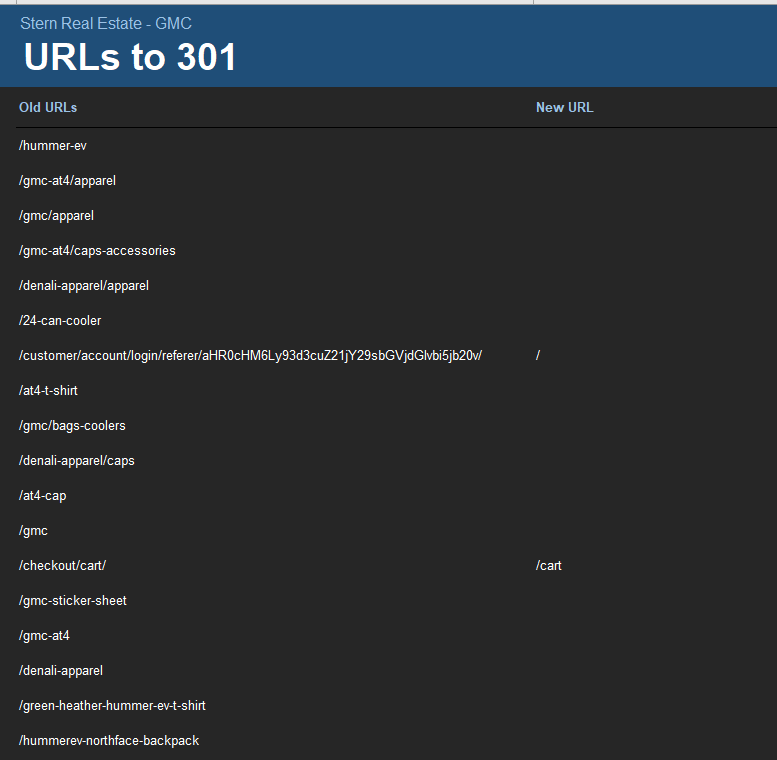 Stern Real Estate - GMC
URLs to 301
Old URLs New URL
/hummer-ev
/gmc-at4/apparel
/gmc/apparel
/gmc-at4/caps-accessories
/denali-apparel/apparel
/24-can-cooler
/customer/account/login/referer/aHR0cHM6Ly93d3cuZ21jY29sbGVjdGlvbi5jb20v/ /
/at4-t-shirt
/gmc/bags-coolers
/denali-apparel/caps
/at4-cap
/gmc
/checkout/cart/ /cart
/gmc-sticker-sheet
/gmc-at4
/denali-apparel
/green-heather-hummer-ev-t-shirt
/hummerev-northface-backpack